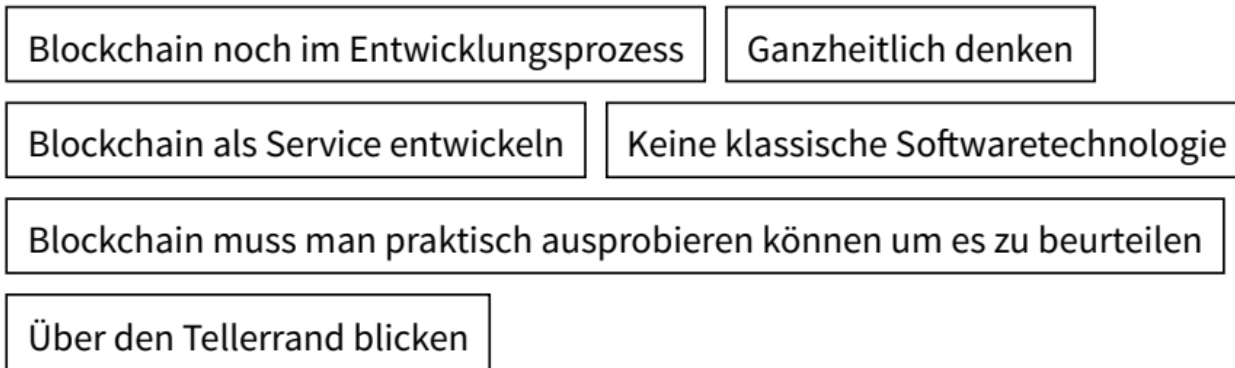 Blockchain noch im Entwicklungsprozess Ganzheitlich denken
Blockchain als Service entwickeln Keine klassische Softwaretechnologie
Blockchain muss man praktisch ausprobieren können um es zu beurteilen
Über den Tellerrand blicken